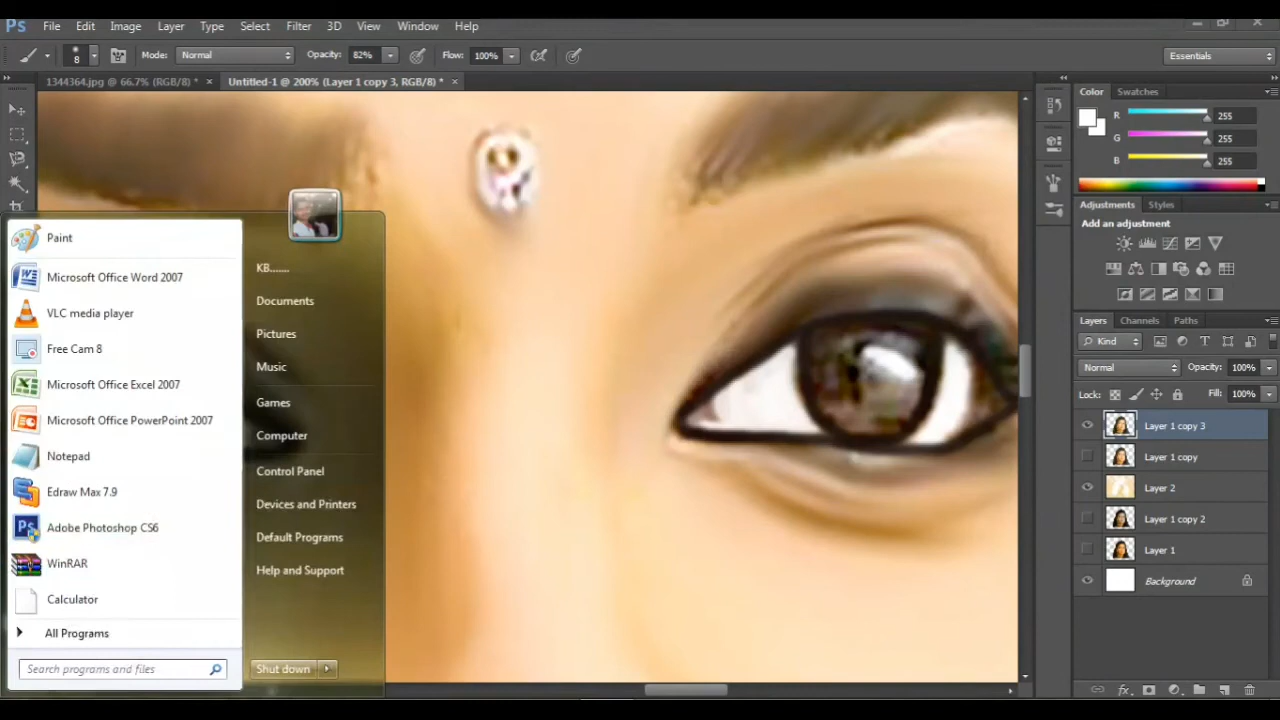 Ps File Edit Image Layer Type Select Filter 3D View Window Help
8 Mode: Normal Opacity: 82% Flow: 100% Essentials
1344364.jpg @ 66.7% (RGB/8) * × Untitled-1 @ 200% (Layer 1 copy 3, RGB/8) * ×
Color Swatches
R 255
G 255
B 255
Adjustments Styles
Add an adjustment
Layers Channels Paths
Kind
Normal Opacity: 100%
Lock: Fill: 100%
Layer 1 copy 3
Layer 1 copy
Layer 2
Layer 1 copy 2
Layer 1
Background
Paint
Microsoft Office Word 2007
VLC media player
Free Cam 8
Microsoft Office Excel 2007
Microsoft Office PowerPoint 2007
Notepad
Edraw Max 7.9
Adobe Photoshop CS6
WinRAR
Calculator
All Programs
Search programs and files
KB.......
Documents
Pictures
Music
Games
Computer
Control Panel
Devices and Printers
Default Programs
Help and Support
Shut down